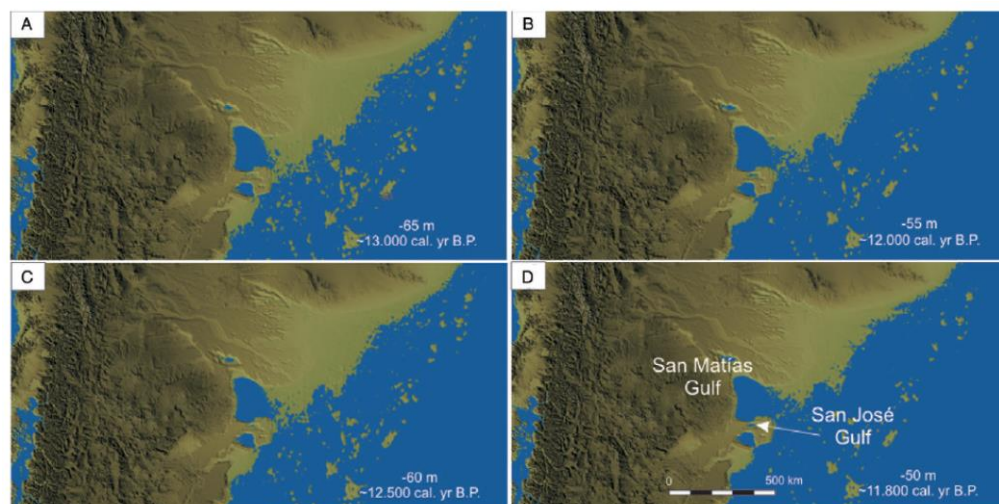 A
-65 m
~13.000 cal. yr B.P.
B
-55 m
~12.000 cal. yr B.P.
C
-60 m
~12.500 cal. yr B.P.
D
San Matías
Gulf
San José
Gulf
0
500 km
-50 m
~11.800 cal. yr B.P.